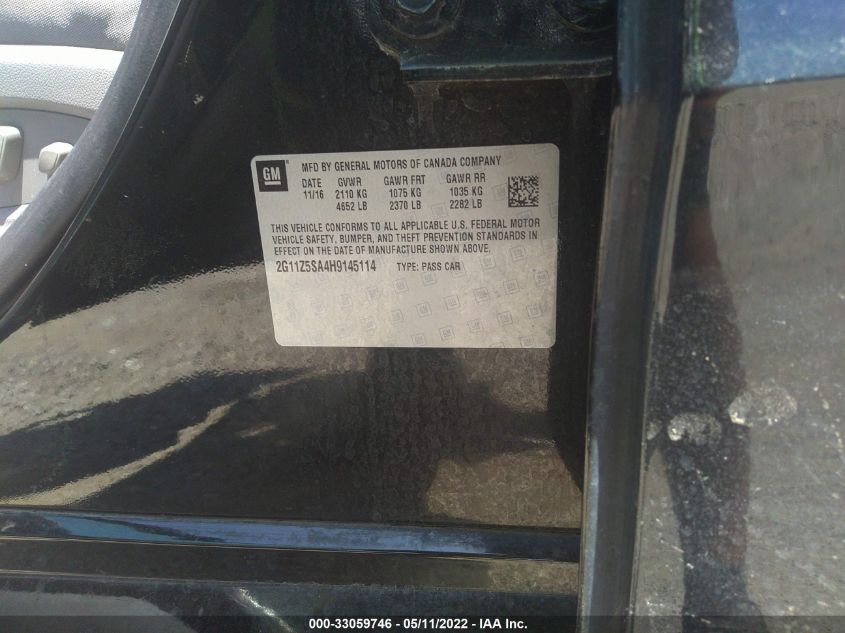 GM
MFD BY GENERAL MOTORS OF CANADA COMPANY
DATE GVWR GAWR FRT GAWR RR
11/16 2110 KG 1075 KG 1035 KG
4652 LB 2370 LB 2282 LB
THIS VEHICLE CONFORMS TO ALL APPLICABLE U.S. FEDERAL MOTOR
VEHICLE SAFETY, BUMPER, AND THEFT PREVENTION STANDARDS IN
EFFECT ON THE DATE OF MANUFACTURE SHOWN ABOVE.
2G11Z5SA4H9145114 TYPE: PASS CAR
000-33059746 - 05/11/2022 - IAA Inc.